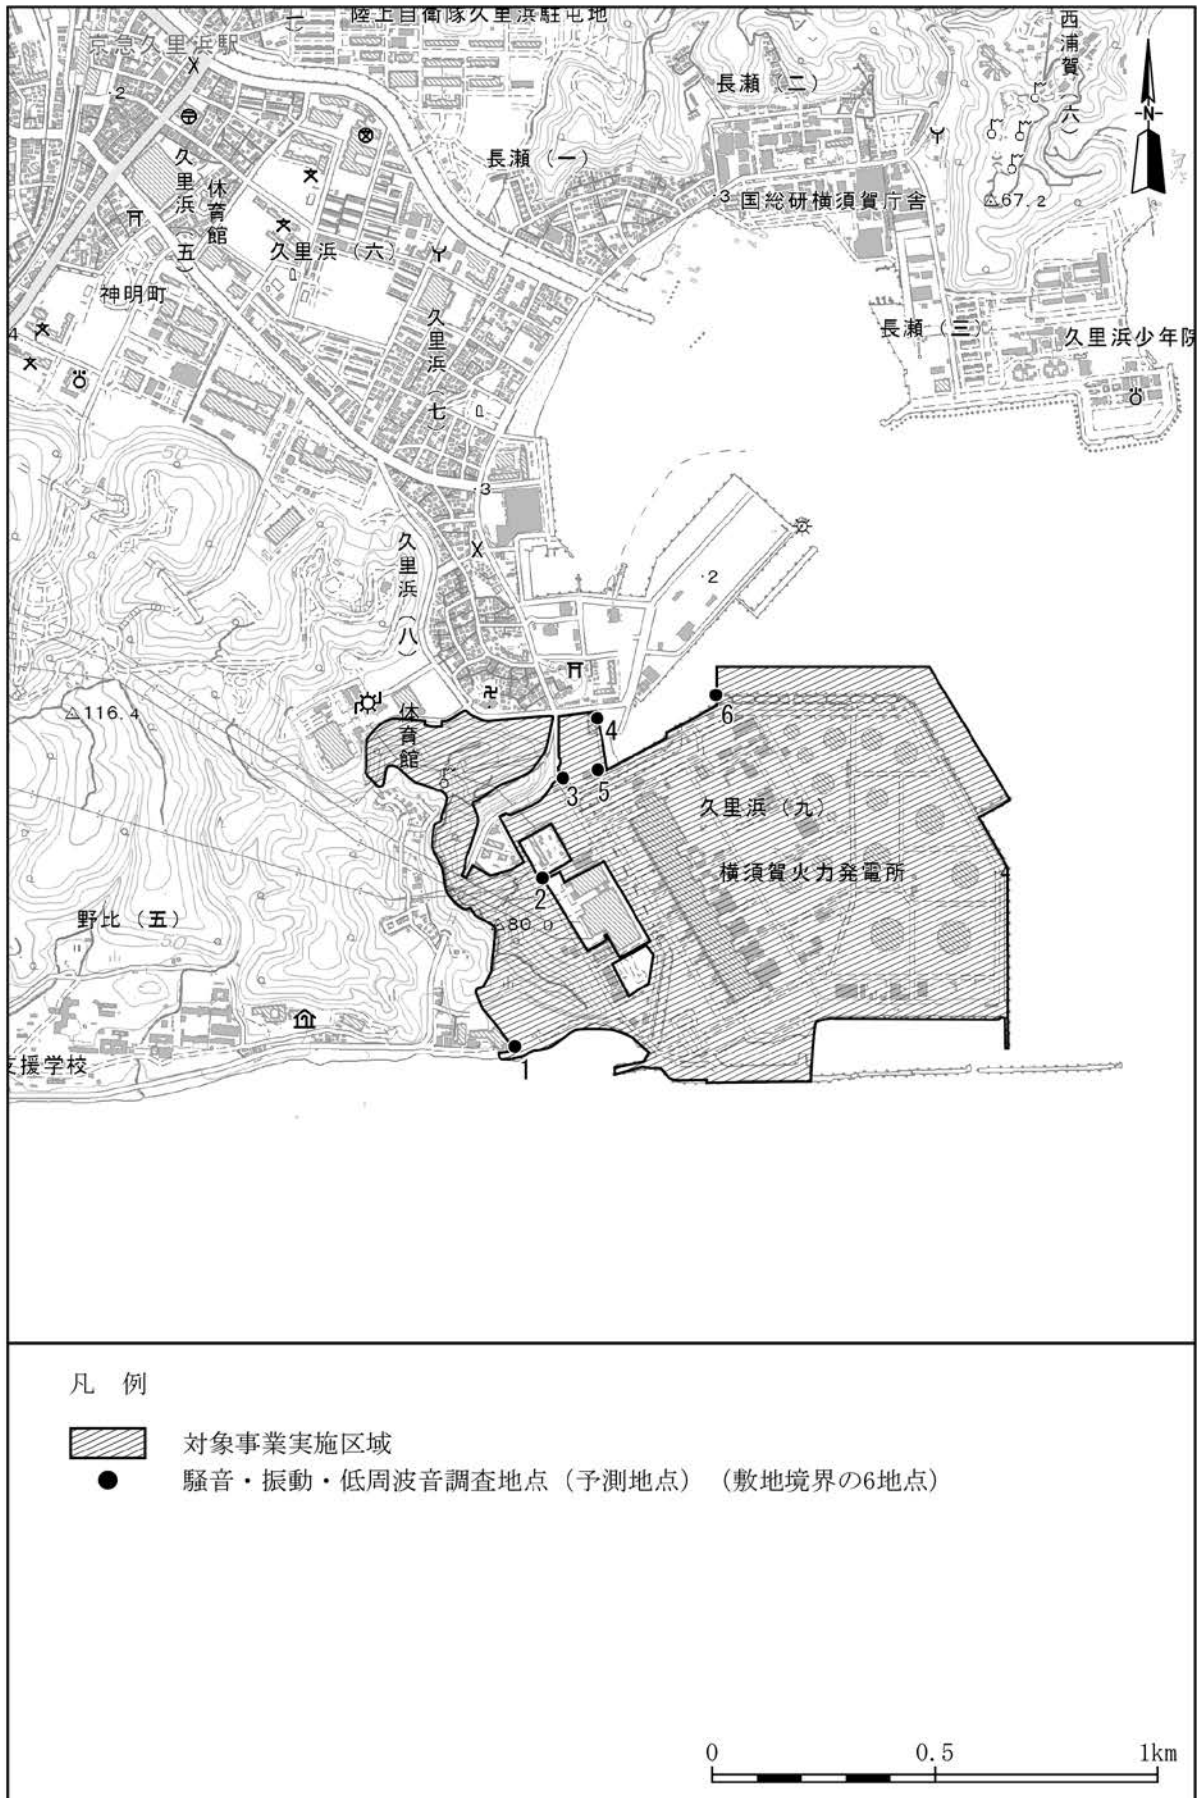 陸上自衛隊久里浜駐屯地
京急久里浜駅
西浦賀(六)
長瀬(二)
N
・2
久里浜(五)
休育館
長瀬(一)
・3
国総研横須賀庁舎
△67.2
久里浜(六)
神明町
久里浜(七)
長瀬(三)
久里浜少年院
4
・3
久里浜(八)
・2
△116.4
休育館
6
4
5
3
久里浜(九)
横須賀火力発電所
2
野比(五)
△80.0
1
支援学校
凡 例
対象事業実施区域
騒音・振動・低周波音調査地点(予測地点) (敷地境界の6地点)
0 0.5 1km